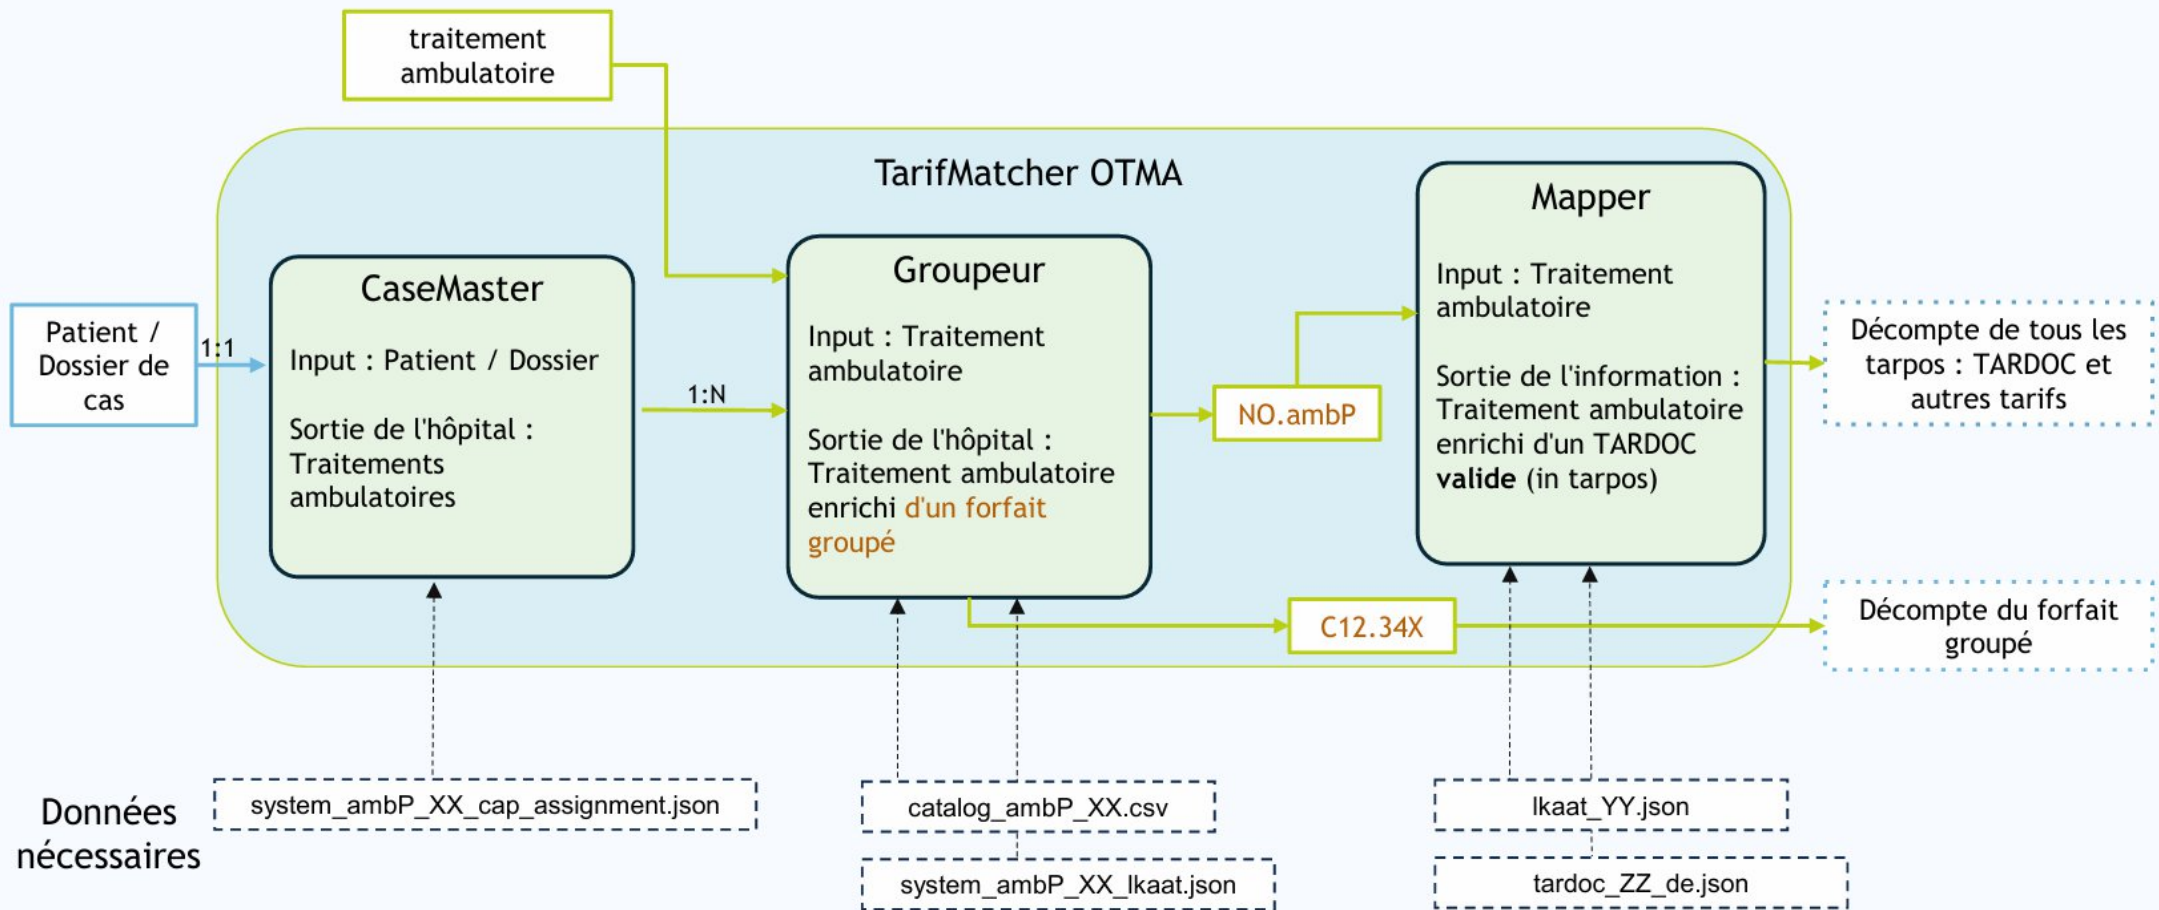 traitement
ambulatoire
TarifMatcher OTMA
Patient /
Dossier de
cas
1:1
CaseMaster
Input : Patient / Dossier
Sortie de l'hôpital :
Traitements
ambulatoires
1:N
Groupeur
Input : Traitement
ambulatoire
Sortie de l'hôpital :
Traitement ambulatoire
enrichi d'un forfait
groupé
NO.ambP
C12.34X
Mapper
Input : Traitement
ambulatoire
Sortie de l'information :
Traitement ambulatoire
enrichi d'un TARDOC
valide (in tarpos)
Décompte de tous les
tarpos : TARDOC et
autres tarifs
Décompte du forfait
groupé
Données
nécessaires
system_ambP_XX_cap_assignment.json
catalog_ambP_XX.csv
system_ambP_XX_lkaat.json
lkaat_YY.json
tardoc_ZZ_de.json